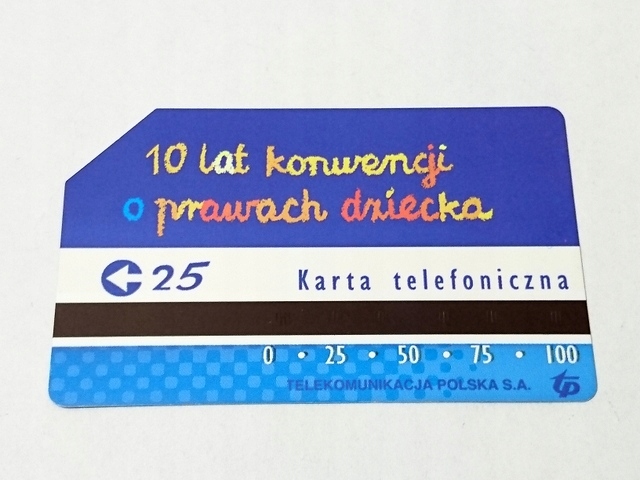 10 lat konwencji
o prawach dziecka
25 Karta telefoniczna
0 • 25 • 50 • 75 • 100
TELEKOMUNIKACJA POLSKA S.A. tp